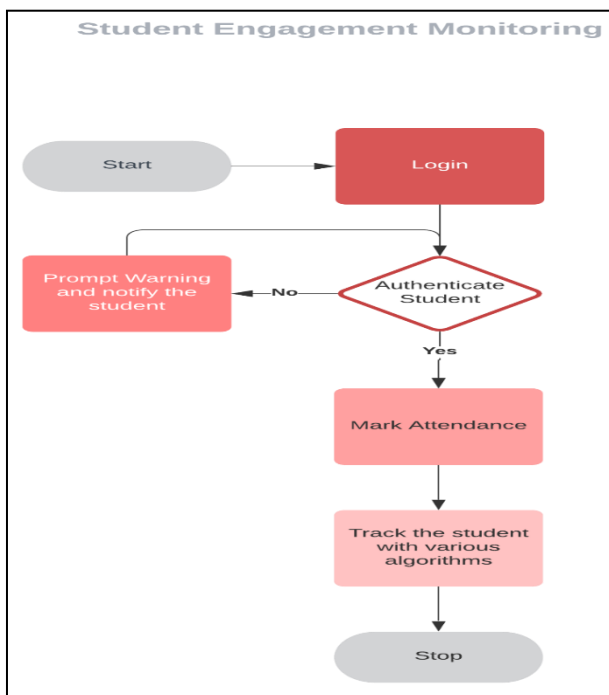 Student Engagement Monitoring
Start
Login
Prompt Warning
and notify the
student
No
Authenticate
Student
Yes
Mark Attendance
Track the student
with various
algorithms
Stop